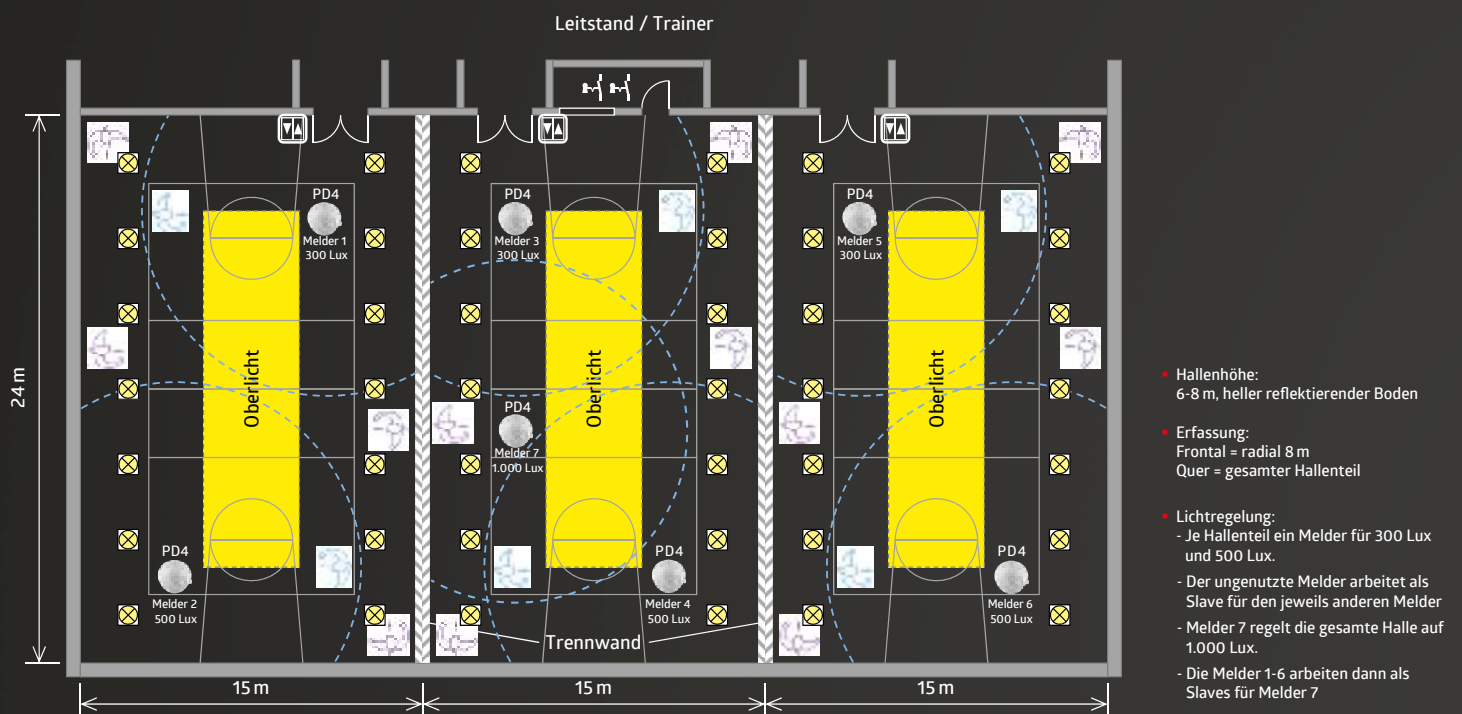 Leitstand / Trainer
PD4
Melder 1
300 Lux
PD4
Melder 3
300 Lux
PD4
Melder 5
300 Lux
24 m
Oberlicht
Oberlicht
Oberlicht
PD4
Melder 7
1.000 Lux
PD4
Melder 2
500 Lux
PD4
Melder 4
500 Lux
PD4
Melder 6
500 Lux
Trennwand
15 m
15 m
15 m
• Hallenhöhe:
6-8 m, heller reflektierender Boden
• Erfassung:
Frontal = radial 8 m
Quer = gesamter Hallenteil
• Lichtregelung:
- Je Hallenteil ein Melder für 300 Lux
und 500 Lux.
- Der ungenutzte Melder arbeitet als
Slave für den jeweils anderen Melder
- Melder 7 regelt die gesamte Halle auf
1.000 Lux.
- Die Melder 1-6 arbeiten dann als
Slaves für Melder 7